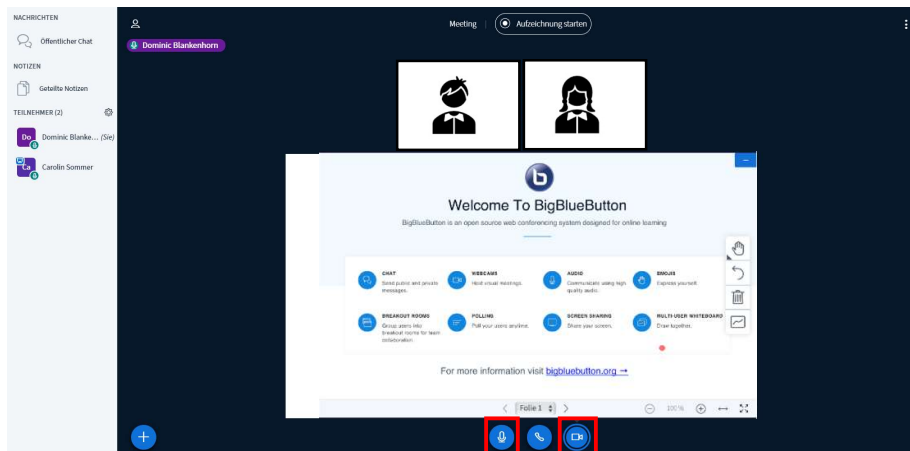 NACHRICHTEN
Öffentlicher Chat
NOTIZEN
Geteilte Notizen
TEILNEHMER (2)
Do Dominic Blanke... (Sie)
Ca Carolin Sommer
Meeting | Aufzeichnung starten
Dominic Blankenhorn
b
Welcome To BigBlueButton
BigBlueButton is an open source web conferencing system designed for online learning
CHAT
Send public and private
messages.
WEBCAMS
Hold visual meetings.
AUDIO
Communicate using high
quality audio.
EMOJIS
Express yourself.
BREAKOUT ROOMS
Group users into
breakout rooms for team
collaboration.
POLLING
Poll your users anytime.
SCREEN SHARING
Share your screen.
MULTI-USER WHITEBOARD
Draw together.
For more information visit bigbluebutton.org →
Folie 1
100%